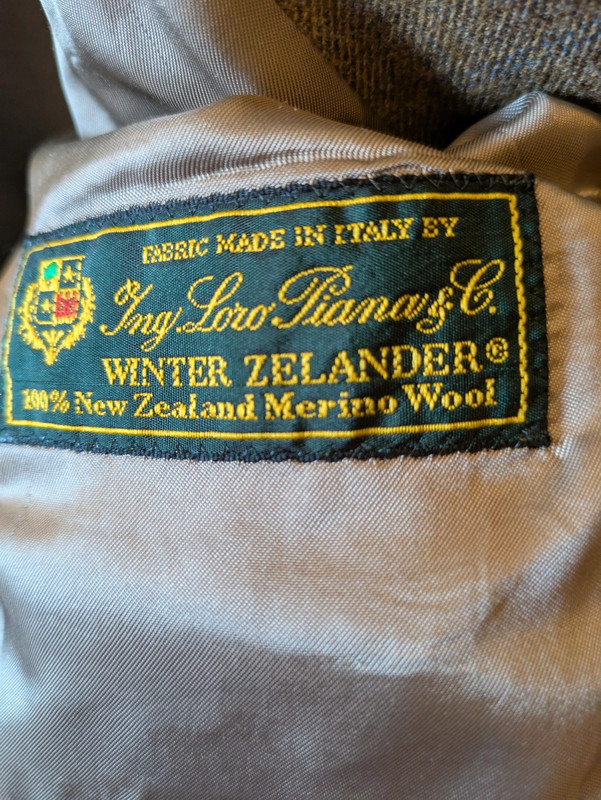 FABRIC MADE IN ITALY BY
Ing. Loro Piana & C.
WINTER ZELANDER®
100% New Zealand Merino Wool